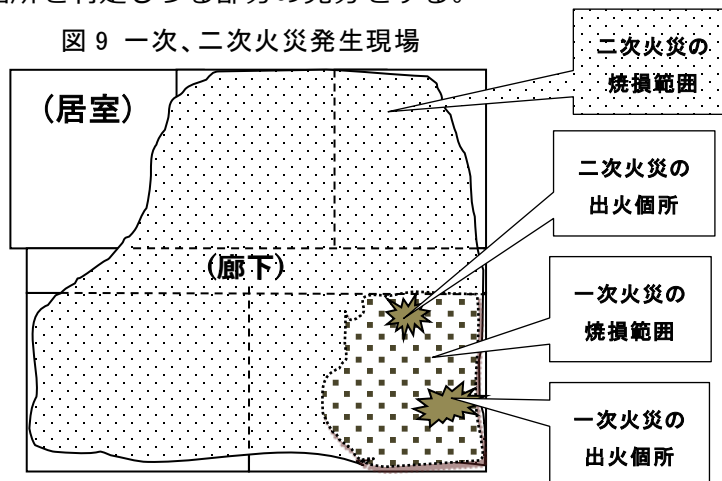 図 9 一次、二次火災発生現場
(居室)
二次火災の
焼損範囲
二次火災の
出火個所
(廊下)
一次火災の
焼損範囲
一次火災の
出火個所